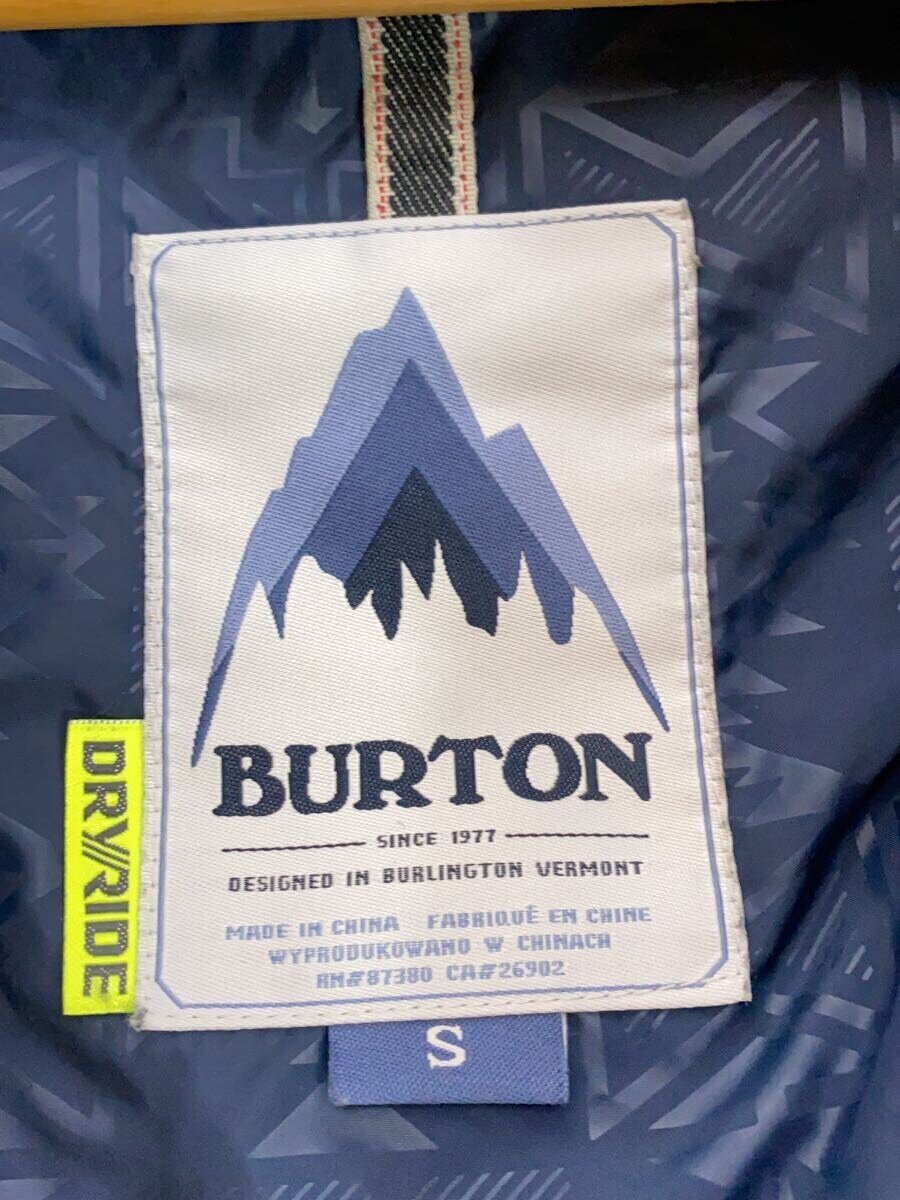 BURTON
SINCE 1977
DESIGNED IN BURLINGTON VERMONT
MADE IN CHINA FABRIQUÊ EN CHINE
WYPRODUKOWANO W CHINACH
RN#87380 CA#26902
DRY//RIDE
S